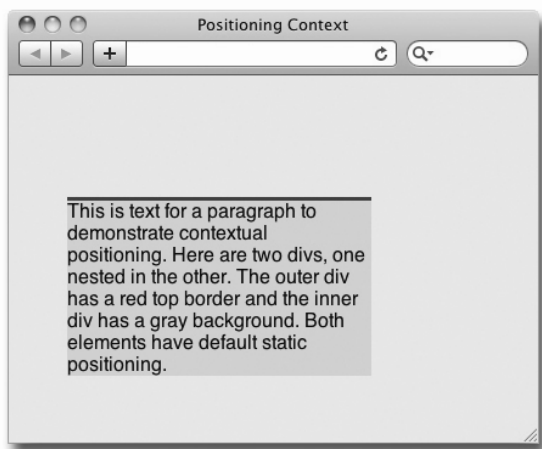 Positioning Context
This is text for a paragraph to
demonstrate contextual
positioning. Here are two divs, one
nested in the other. The outer div
has a red top border and the inner
div has a gray background. Both
elements have default static
positioning.